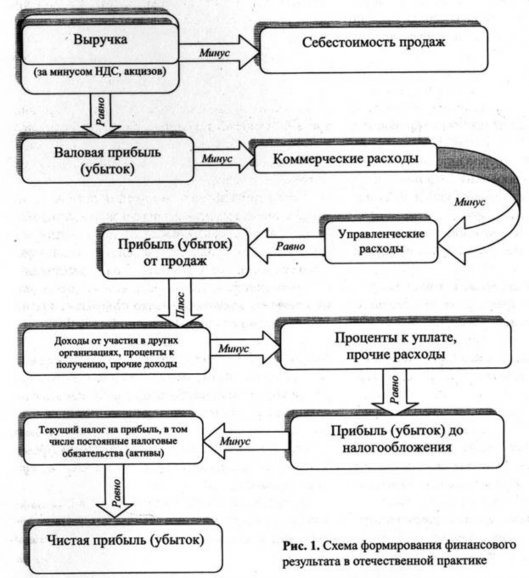 Выручка
(за минусом НДС, акцизов)
Минус
Себестоимость продаж
Равно
Валовая прибыль
(убыток)
Минус
Коммерческие расходы
Минус
Управленческие
расходы
Равно
Прибыль (убыток)
от продаж
Плюс
Доходы от участия в других
организациях, проценты к
получению, прочие доходы
Минус
Проценты к уплате,
прочие расходы
Равно
Прибыль (убыток) до
налогообложения
Минус
Текущий налог на прибыль, в том
числе постоянные налоговые
обязательства (активы)
Равно
Чистая прибыль (убыток)
Рис. 1. Схема формирования финансового
результата в отечественной практике